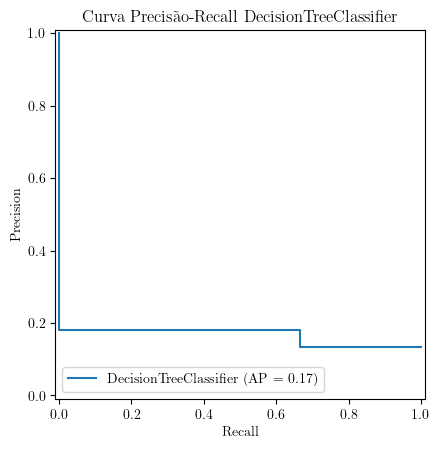 Curva Precisão-Recall DecisionTreeClassifier
1.0
0.8
0.6
0.4
0.2
0.0
Precision
DecisionTreeClassifier (AP = 0.17)
0.0 0.2 0.4 0.6 0.8 1.0
Recall